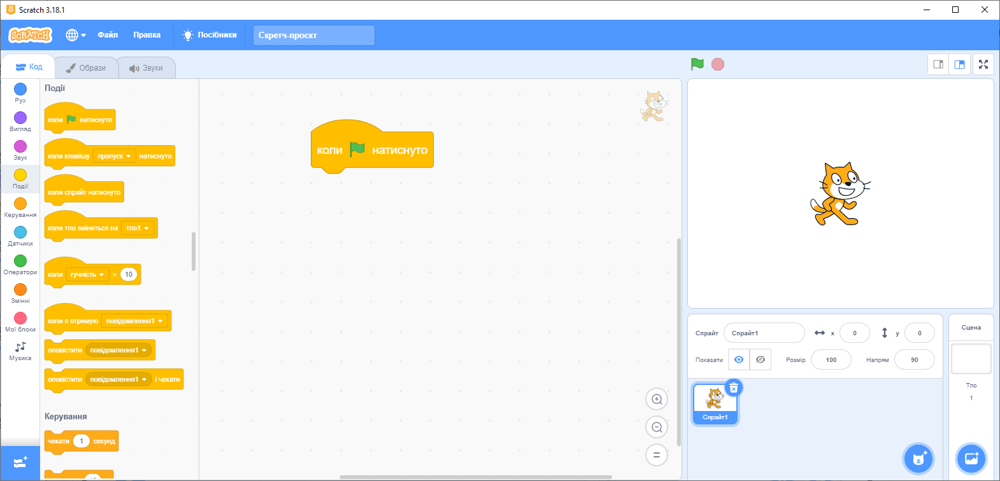 Scratch 3.18.1
SCRATCH
Файл
Правка
Посібники
Скретч-проєкт
Код
Образи
Звуки
Рух
Вигляд
Звук
Події
Керування
Датчики
Оператори
Змінні
Мої блоки
Музика
Події
коли натиснуто
коли клавішу пропуск натиснуто
коли спрайт натиснуто
коли тло зміниться на тло1
коли гучність > 10
коли я отримую повідомлення1
оповістити повідомлення1
оповістити повідомлення1 і чекати
Керування
чекати 1 секунд
коли натиснуто
Спрайт Спрайт1 x 0 y 0
Показати Розмір 100 Напрям 90
Спрайт1
Сцена
Тло
1